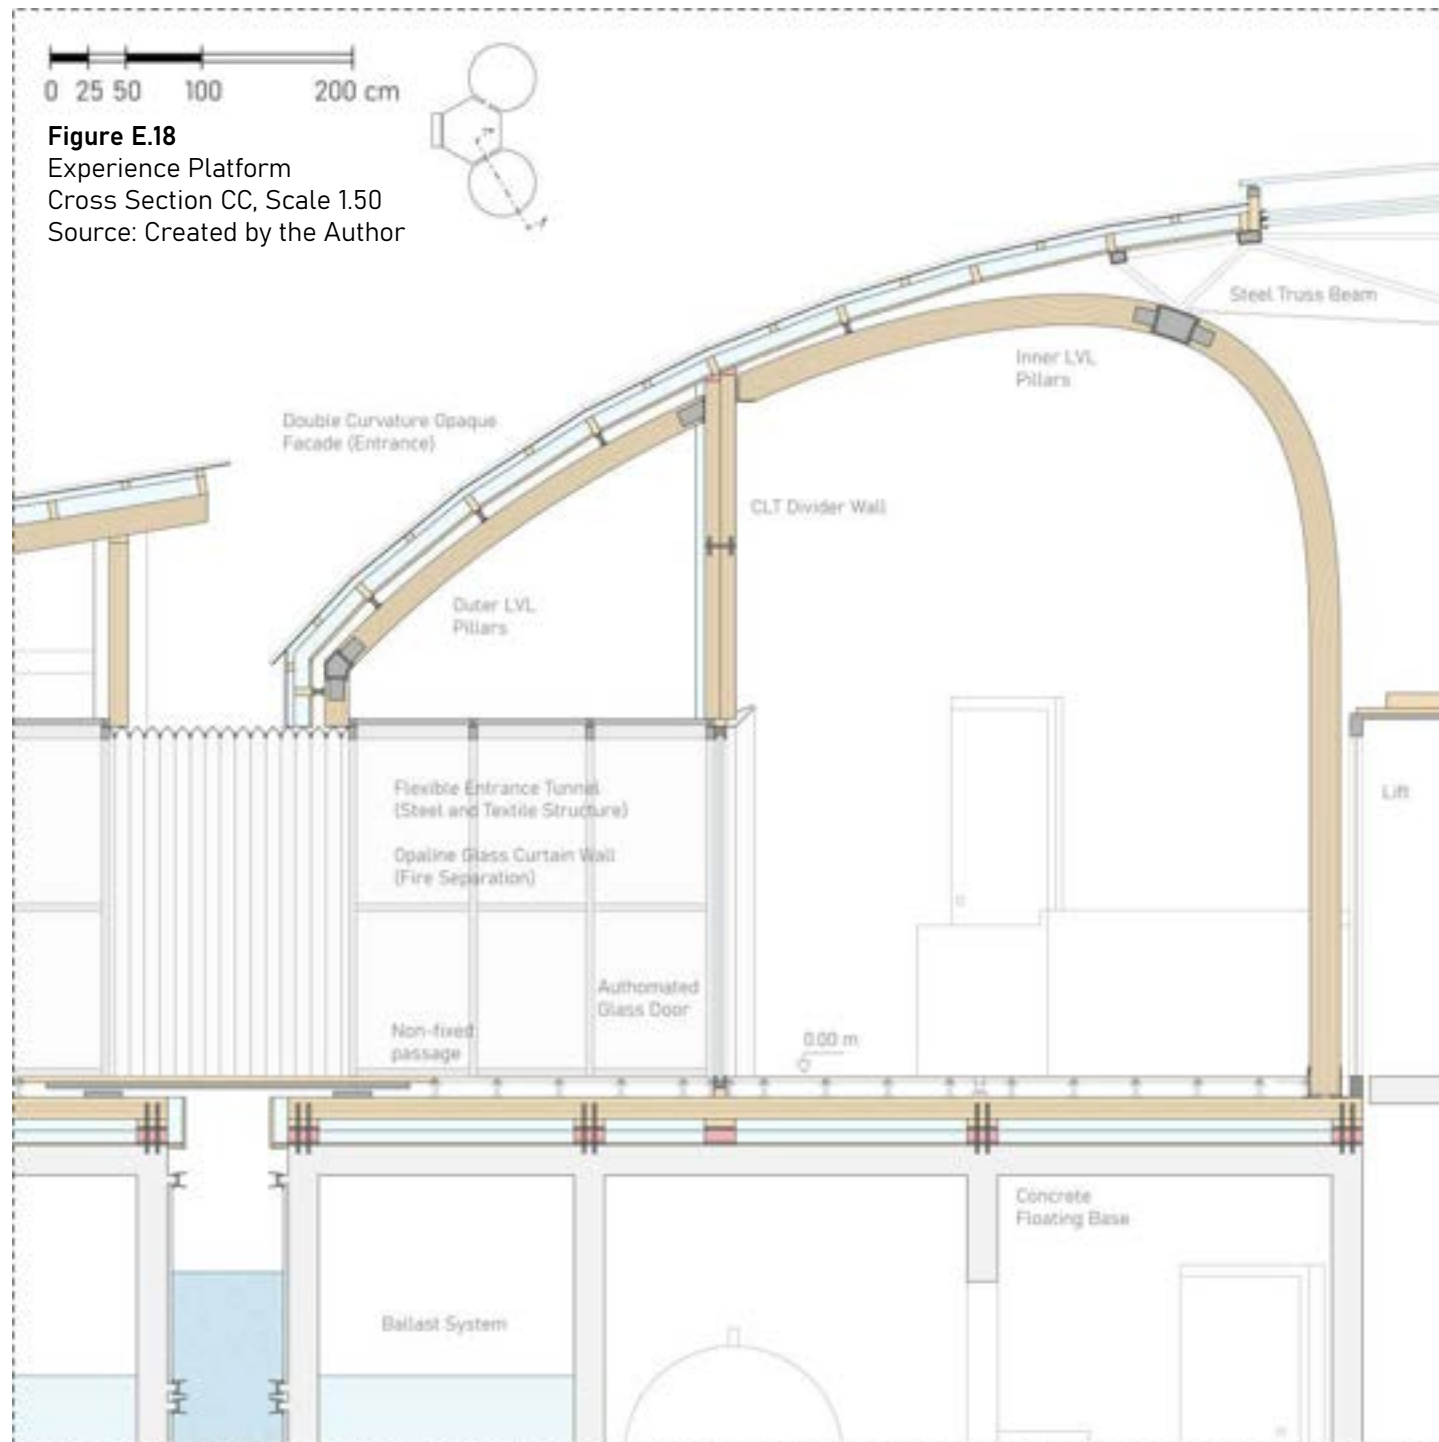 0 25 50 100 200 cm
Figure E.18
Experience Platform
Cross Section CC, Scale 1.50
Source: Created by the Author
Steel Truss Beam
Inner LVL
Pillars
Double Curvature Opaque
Facade (Entrance)
CLT Divider Wall
Outer LVL
Pillars
Flexible Entrance Tunnel
(Steel and Textile Structure)
Opaline Glass Curtain Wall
(Fire Separation)
Lift
Authomated
Glass Door
Non-fixed
passage
0.00 m
Concrete
Floating Base
Ballast System